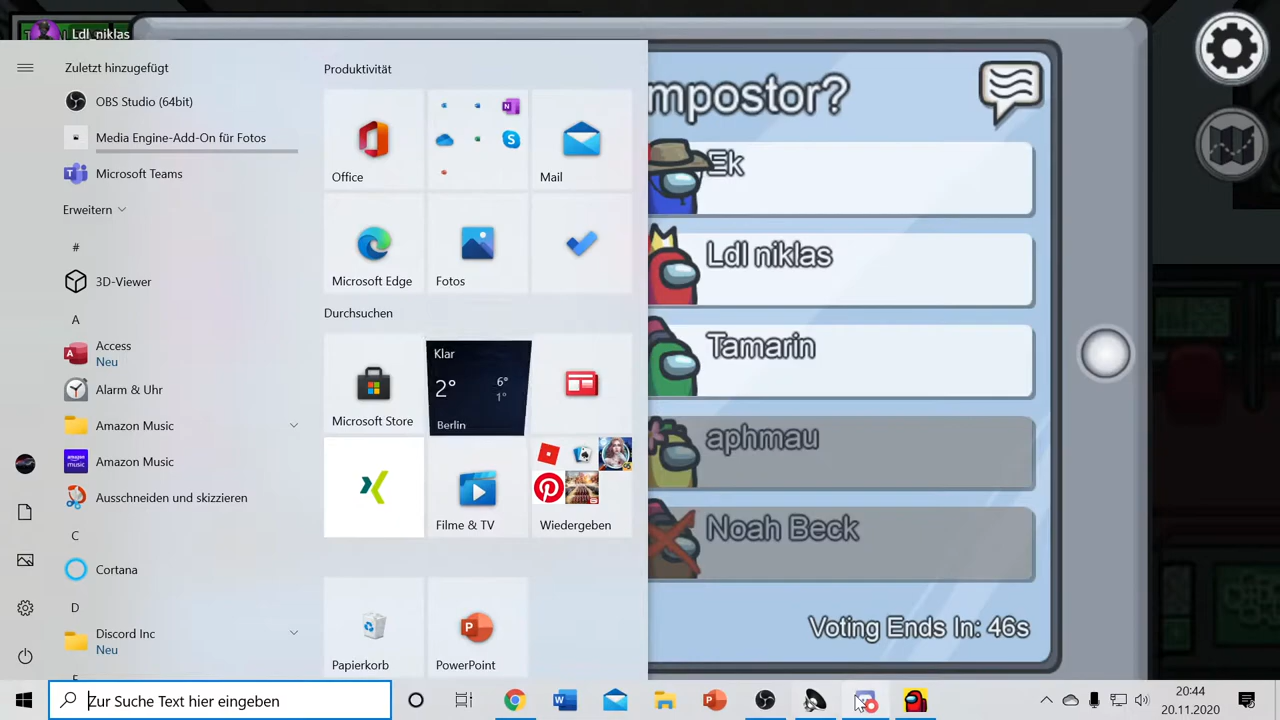 Ldl_niklas
Zuletzt hinzugefügt
OBS Studio (64bit)
Media Engine-Add-On für Fotos
Microsoft Teams
Erweitern
#
3D-Viewer
A
Access
Neu
Alarm & Uhr
Amazon Music
Amazon Music
Ausschneiden und skizzieren
C
Cortana
D
Discord Inc
Neu
Produktivität
Office
Mail
Microsoft Edge
Fotos
Durchsuchen
Microsoft Store
Klar
2°
6°
1°
Berlin
Filme & TV
Wiedergeben
Papierkorb
PowerPoint
mpostor?
Ek
Ldl niklas
Tamarin
aphmau
Noah Beck
Voting Ends In: 46s
Zur Suche Text hier eingeben
20:44
20.11.2020